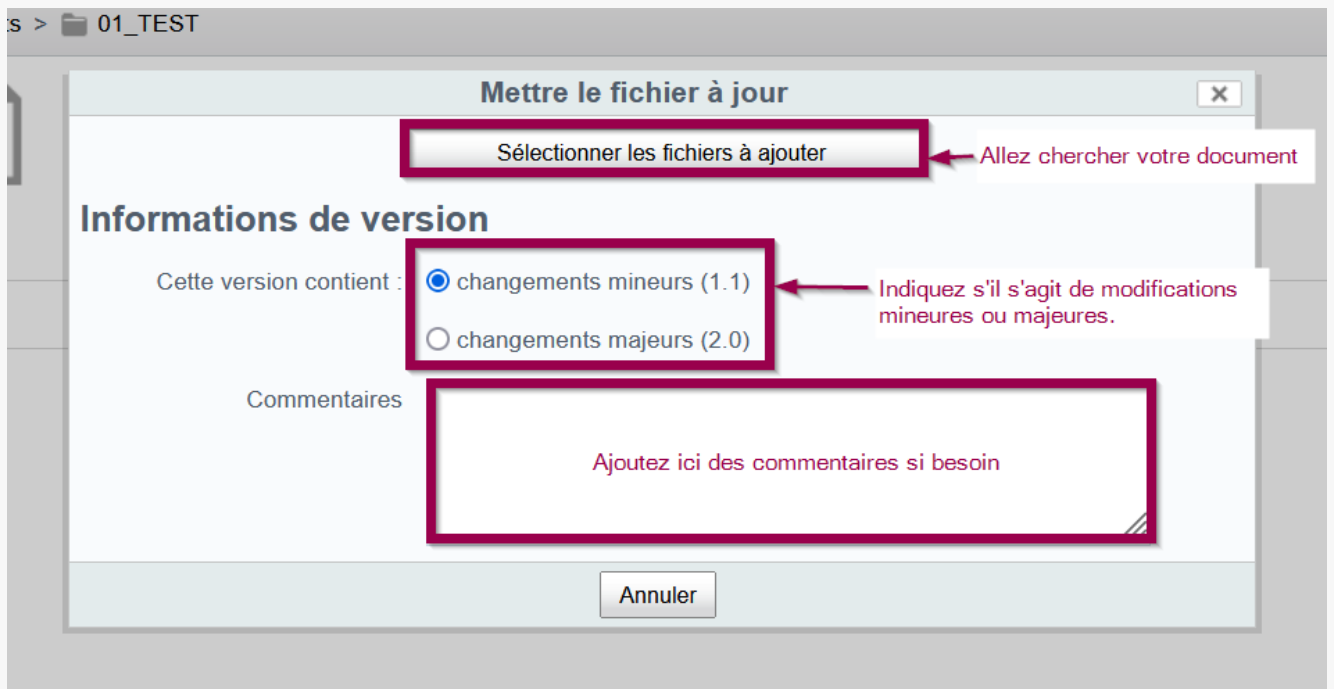 ts > 01_TEST
Mettre le fichier à jour
Sélectionner les fichiers à ajouter
Allez chercher votre document
Informations de version
Cette version contient :
changements mineurs (1.1)
Indiquez s'il s'agit de modifications
mineures ou majeures.
changements majeurs (2.0)
Commentaires
Ajoutez ici des commentaires si besoin
Annuler